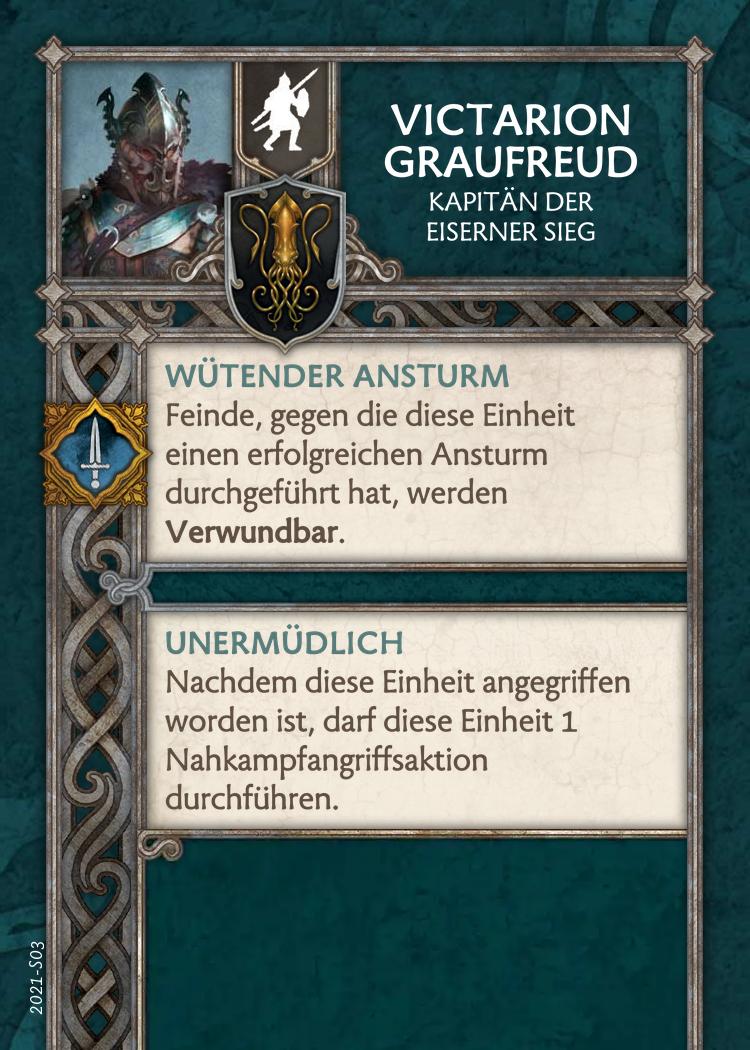 VICTARION
GRAUFREUD
KAPITÄN DER
EISERNER SIEG
WÜTENDER ANSTURM
Feinde, gegen die diese Einheit
einen erfolgreichen Ansturm
durchgeführt hat, werden
Verwundbar.
UNERMÜDLICH
Nachdem diese Einheit angegriffen
worden ist, darf diese Einheit 1
Nahkampfangriffsaktion
durchführen.
2021-S03